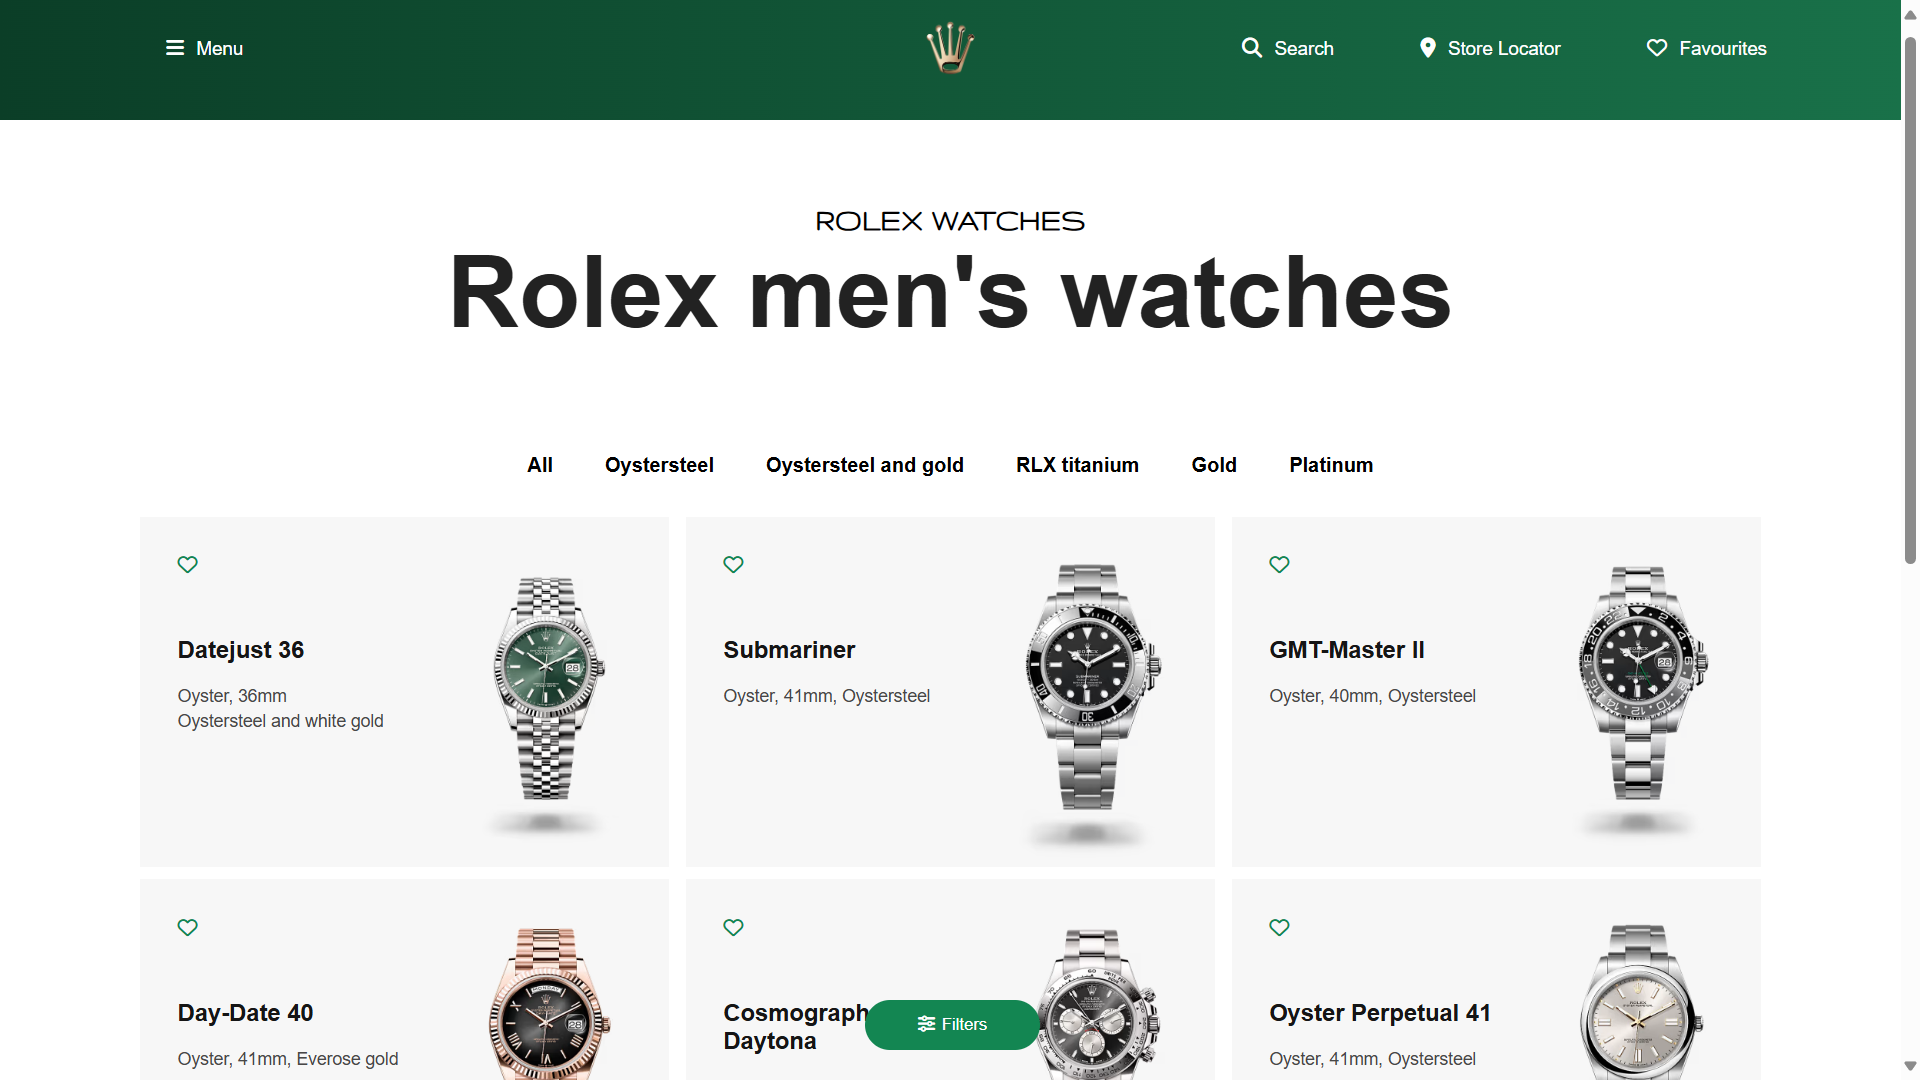 Menu
Search
Store Locator
Favourites
ROLEX WATCHES
Rolex men's watches
All
Oystersteel
Oystersteel and gold
RLX titanium
Gold
Platinum
Datejust 36
Oyster, 36mm
Oystersteel and white gold
Submariner
Oyster, 41mm, Oystersteel
GMT-Master II
Oyster, 40mm, Oystersteel
Day-Date 40
Oyster, 41mm, Everose gold
Cosmograph
Daytona
Filters
Oyster Perpetual 41
Oyster, 41mm, Oystersteel